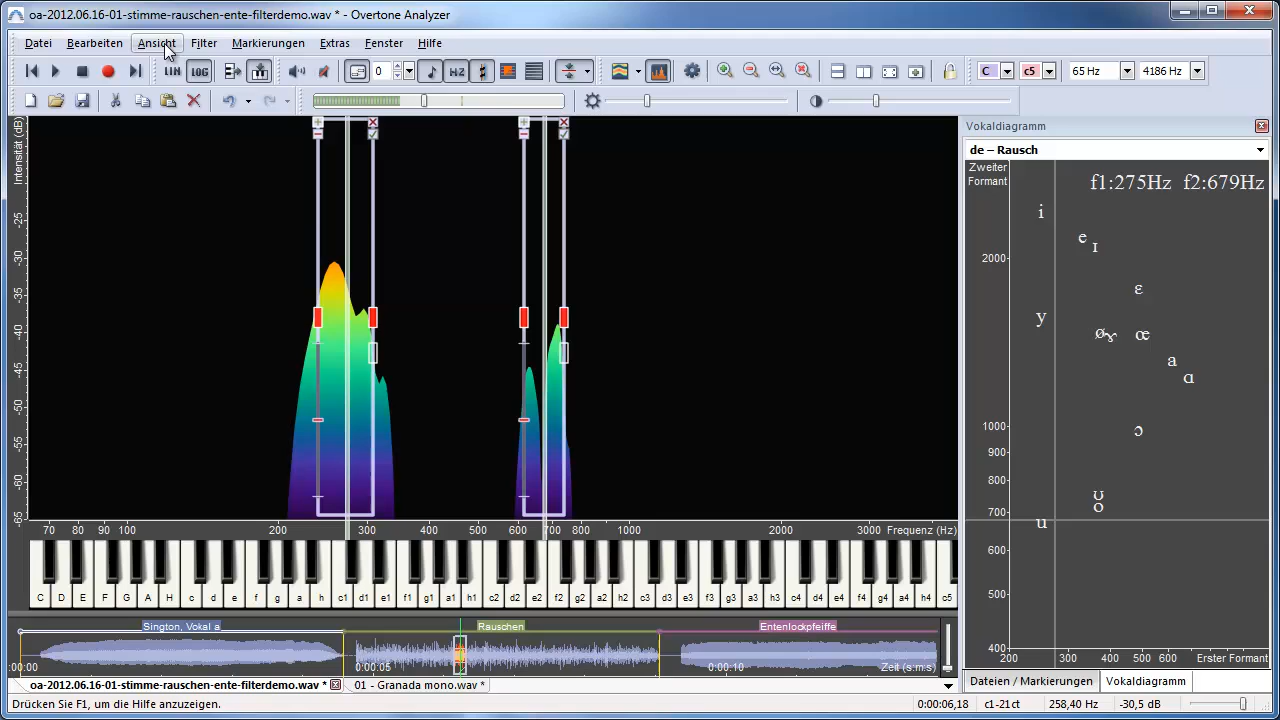 oa-2012.06.16-01-stimme-rauschen-ente-filterdemo.wav * - Overtone Analyzer
Datei Bearbeiten Ansicht Filter Markierungen Extras Fenster Hilfe
LIN LOG 0 HZ C c5 65 Hz 4186 Hz
Vokaldiagramm
de – Rausch
Zweiter Formant
f1:275Hz f2:679Hz
Intensität (dB)
-25
-30
-35
-40
-45
-50
-55
-60
-65
i
e ɪ
2000
ɛ
y
øɤ œ
a
ɑ
1000
ɔ
900
800
ʊ
700
o
u
600
500
400
200 300 400 500 600 Erster Formant
70 80 100 200 300 400 500 600 700 1000 2000 3000 Frequenz (Hz)
C D E F G A H c d e f g a h c1 d1 e1 f1 g1 a1 h1 c2 d2 e2 f2 g2 a2 h2 c3 d3 e3 f3 g3 a3 h3 c4 d4 e4 f4 g4 a4 h4 c5
Sington, Vokal a Rauschen Entenlockpfeiffe
:00:00 00:00:05 00:00:10 Zeit (s:m:s)
Dateien / Markierungen Vokaldiagramm
oa-2012.06.16-01-stimme-rauschen-ente-filterdemo.wav * 01 - Granada mono.wav *
Drücken Sie F1, um die Hilfe anzuzeigen. 0:00:06,18 c1-21ct 258,40 Hz -30,5 dB